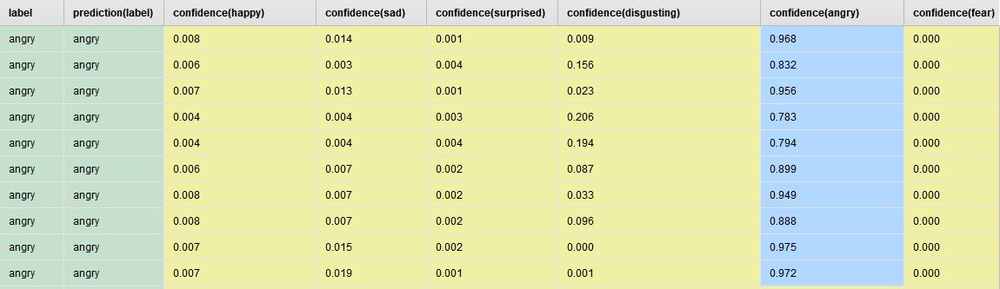 label prediction(label) confidence(happy) confidence(sad) confidence(surprised) confidence(disgusting) confidence(angry) confidence(fear)
angry angry 0.008 0.014 0.001 0.009 0.968 0.000
angry angry 0.006 0.003 0.004 0.156 0.832 0.000
angry angry 0.007 0.013 0.001 0.023 0.956 0.000
angry angry 0.004 0.004 0.003 0.206 0.783 0.000
angry angry 0.004 0.004 0.004 0.194 0.794 0.000
angry angry 0.006 0.007 0.002 0.087 0.899 0.000
angry angry 0.008 0.007 0.002 0.033 0.949 0.000
angry angry 0.008 0.007 0.002 0.096 0.888 0.000
angry angry 0.007 0.015 0.002 0.000 0.975 0.000
angry angry 0.007 0.019 0.001 0.001 0.972 0.000